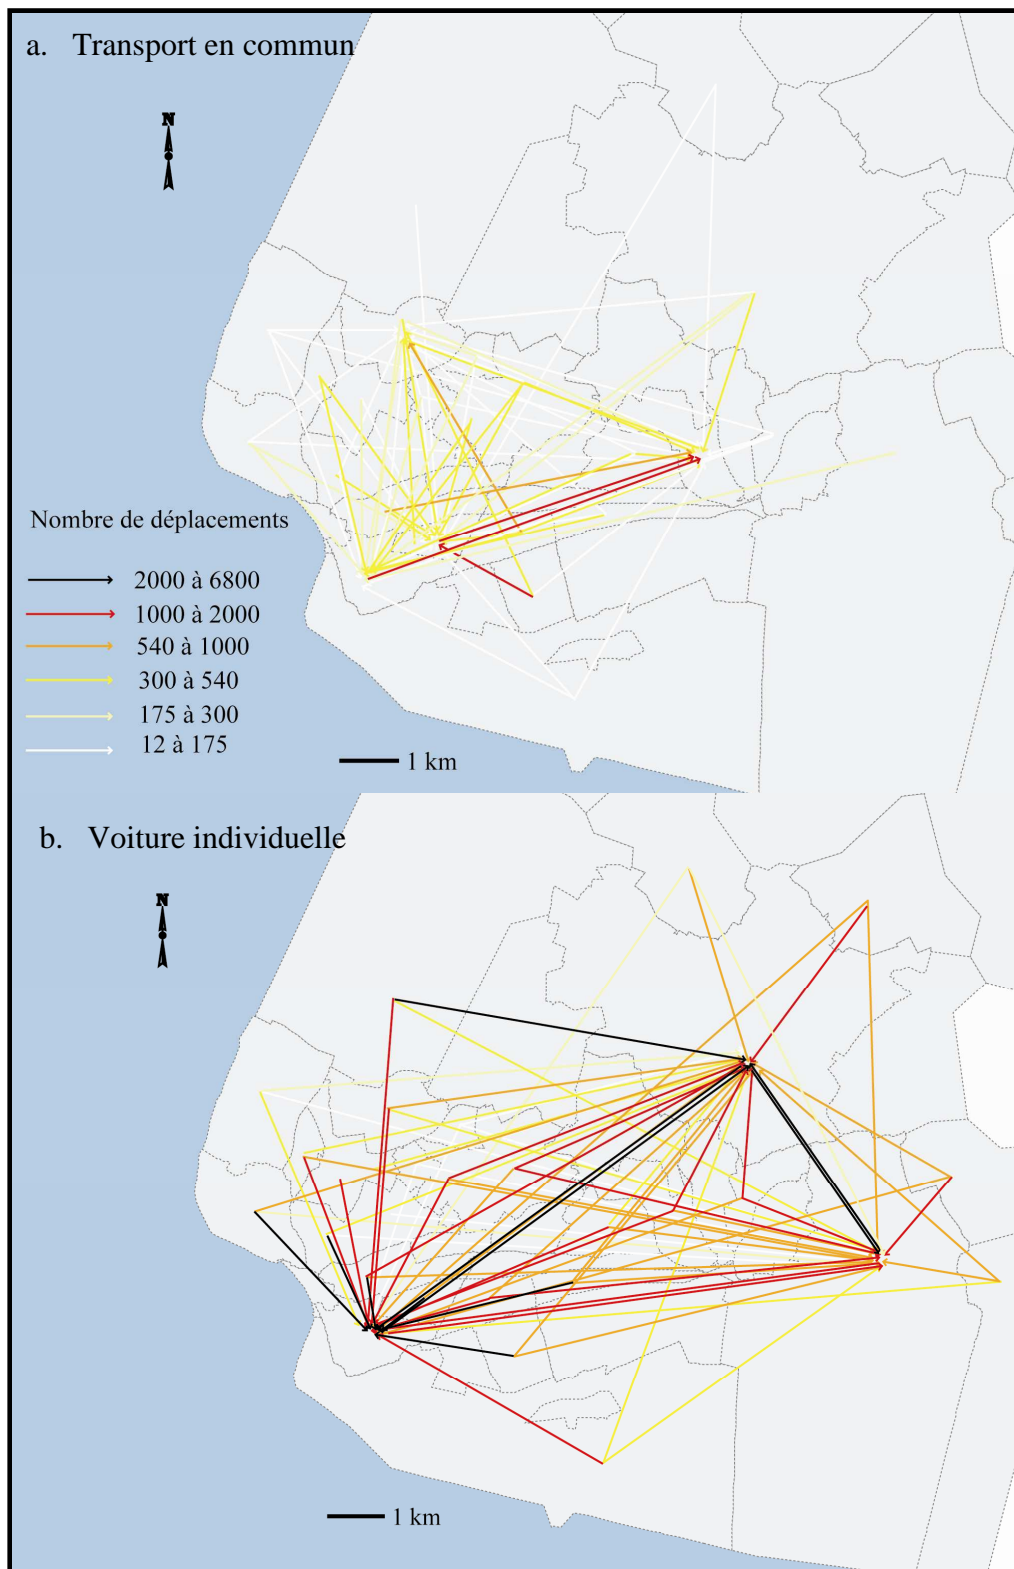 a. Transport en commun
N
Nombre de déplacements
2000 à 6800
1000 à 2000
540 à 1000
300 à 540
175 à 300
12 à 175
1 km
b. Voiture individuelle
N
1 km